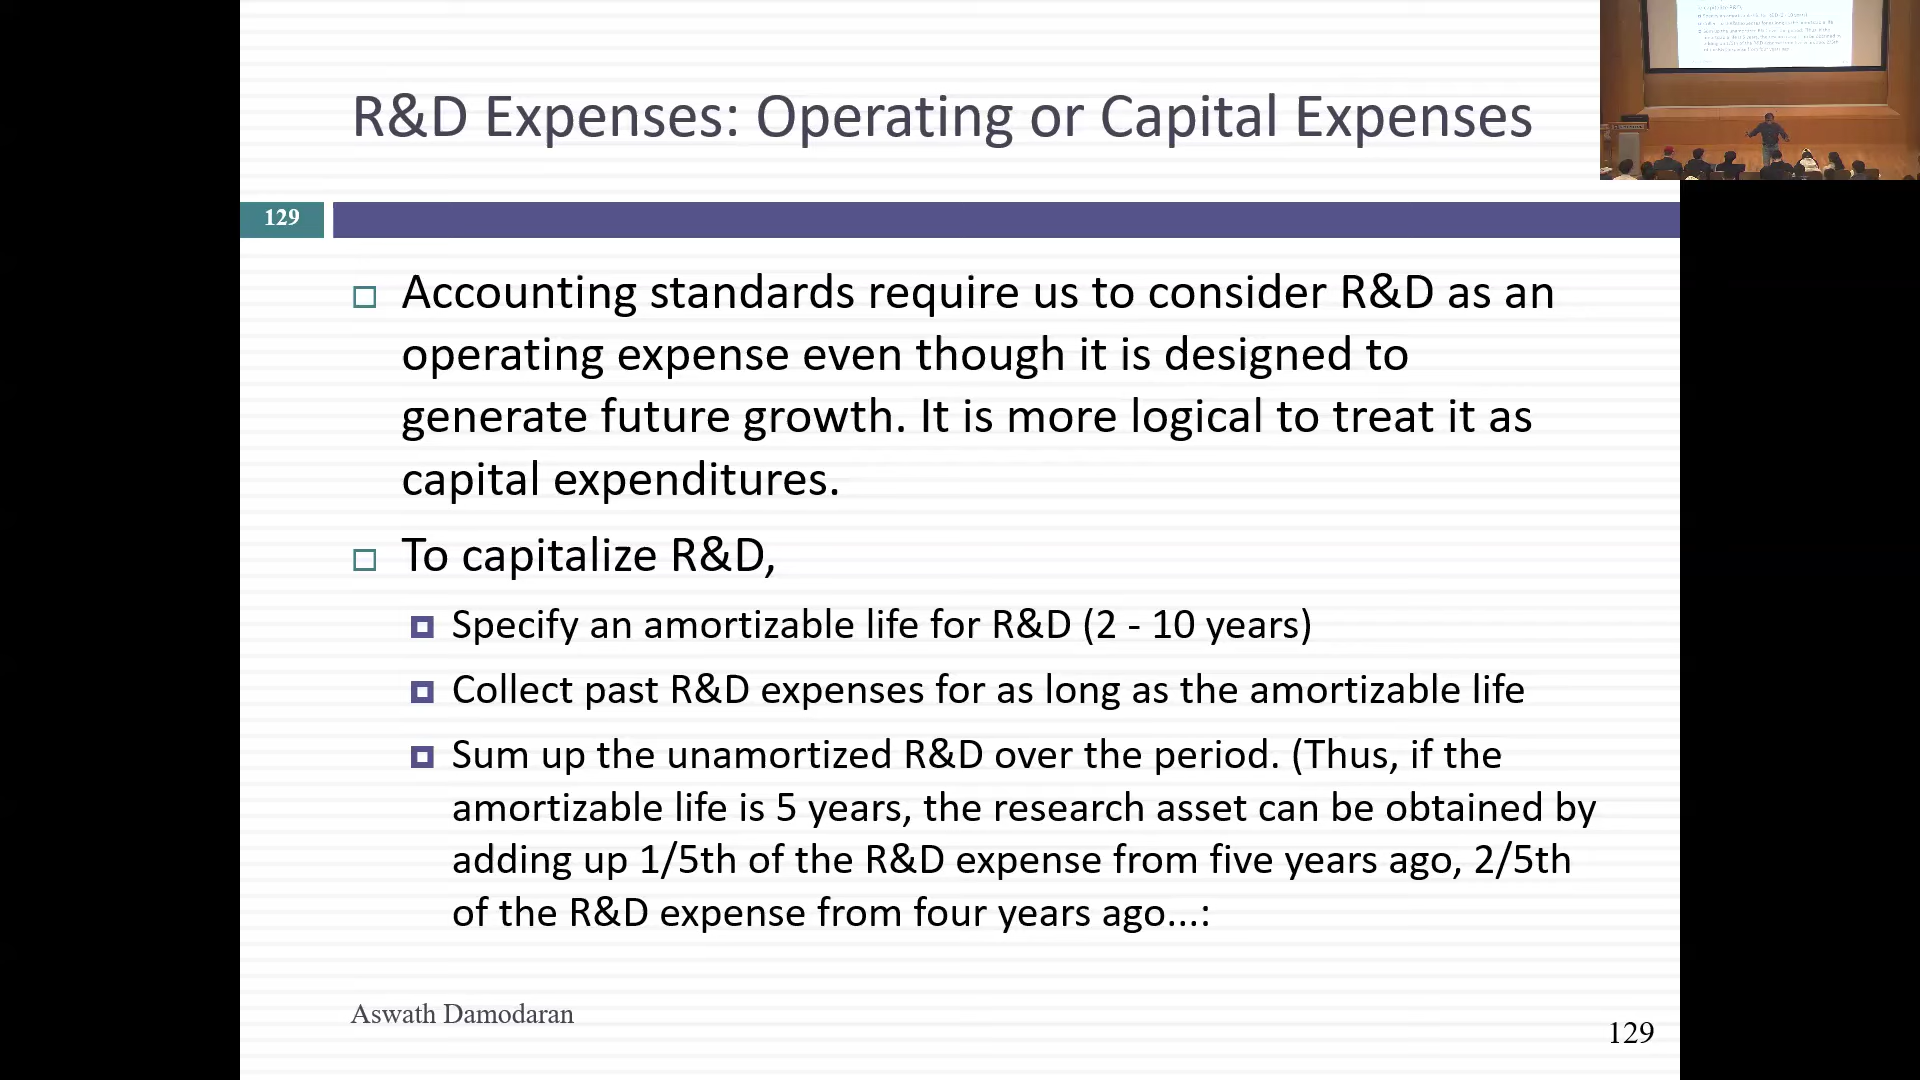 R&D Expenses: Operating or Capital Expenses
129
□ Accounting standards require us to consider R&D as an
operating expense even though it is designed to
generate future growth. It is more logical to treat it as
capital expenditures.
□ To capitalize R&D,
Specify an amortizable life for R&D (2 - 10 years)
Collect past R&D expenses for as long as the amortizable life
Sum up the unamortized R&D over the period. (Thus, if the
amortizable life is 5 years, the research asset can be obtained by
adding up 1/5th of the R&D expense from five years ago, 2/5th
of the R&D expense from four years ago...:
Aswath Damodaran
129